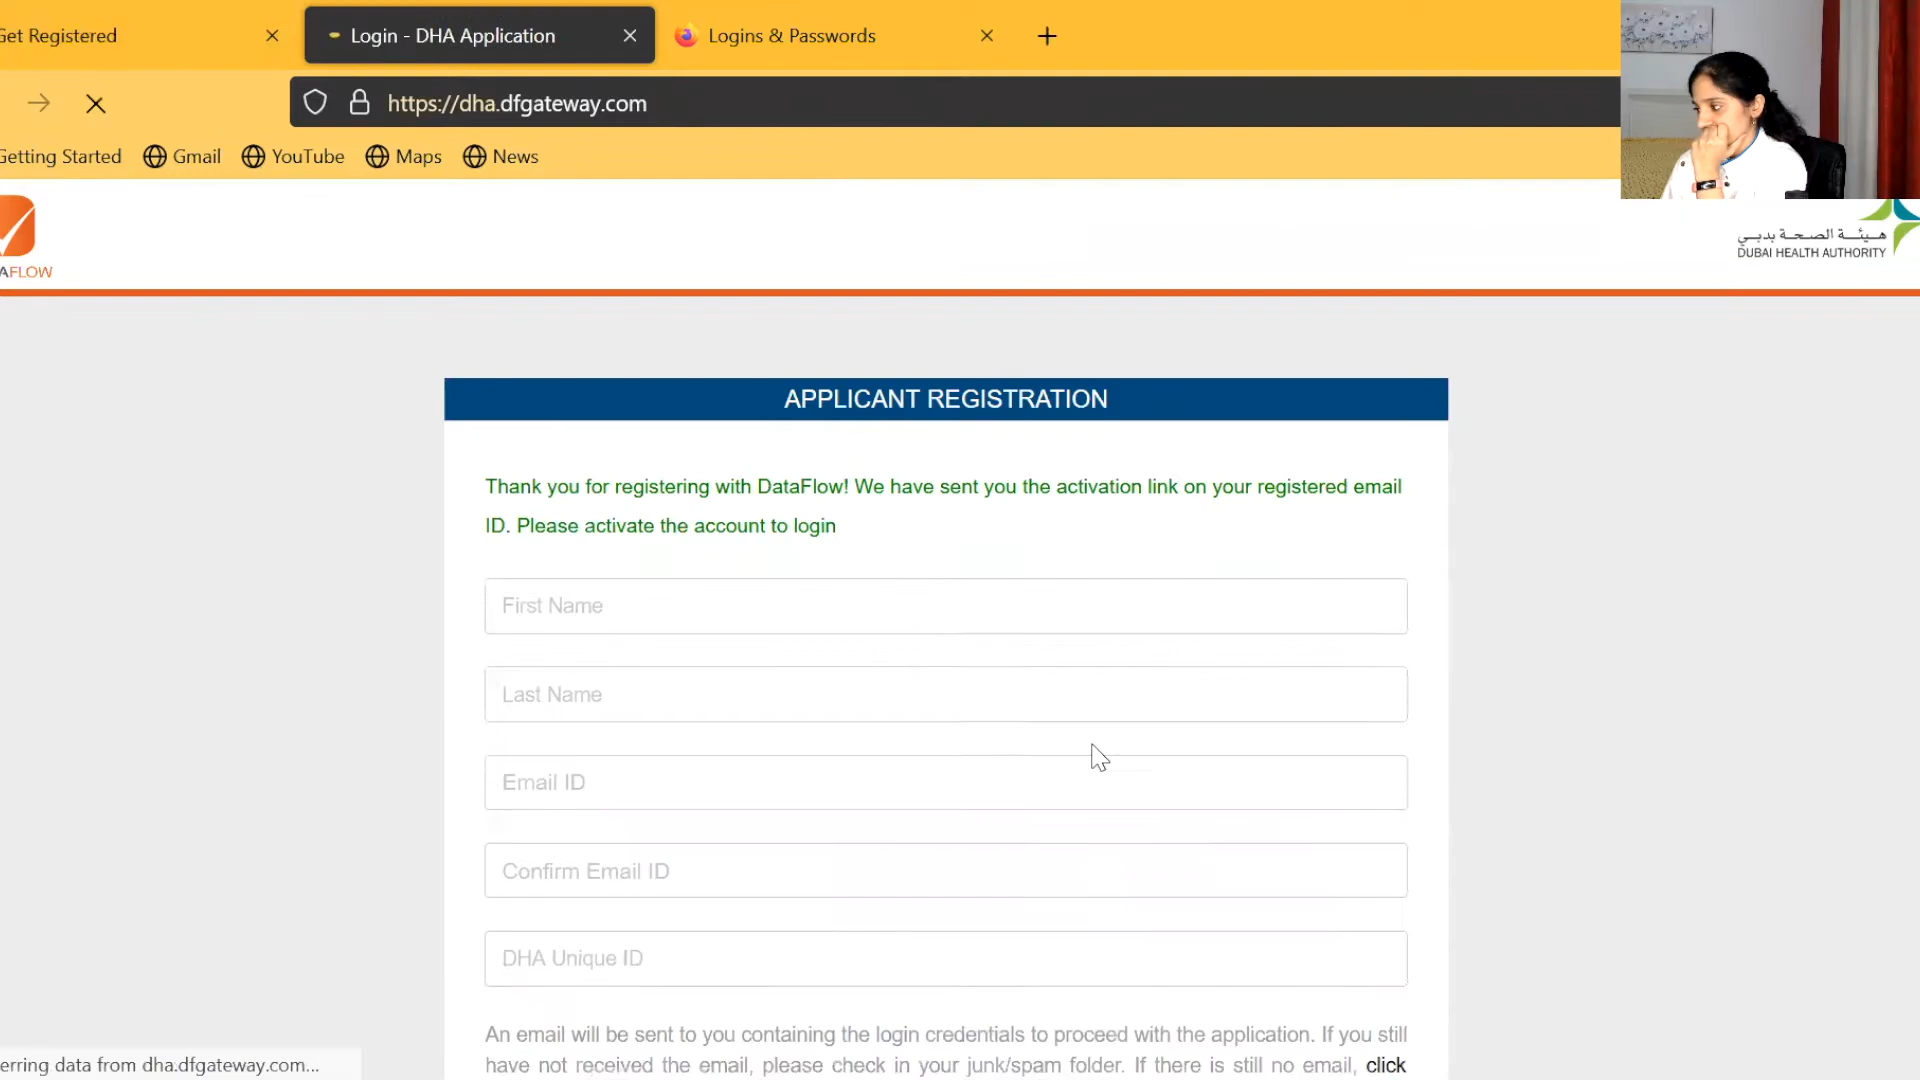 Get Registered
Login - DHA Application
Logins & Passwords
https://dha.dfgateway.com
Getting Started
Gmail
YouTube
Maps
News
AFLOW
هيئة الصحة بدبي
DUBAI HEALTH AUTHORITY
APPLICANT REGISTRATION
Thank you for registering with DataFlow! We have sent you the activation link on your registered email
ID. Please activate the account to login
First Name
Last Name
Email ID
Confirm Email ID
DHA Unique ID
An email will be sent to you containing the login credentials to proceed with the application. If you still
have not received the email, please check in your junk/spam folder. If there is still no email, click
erring data from dha.dfgateway.com...